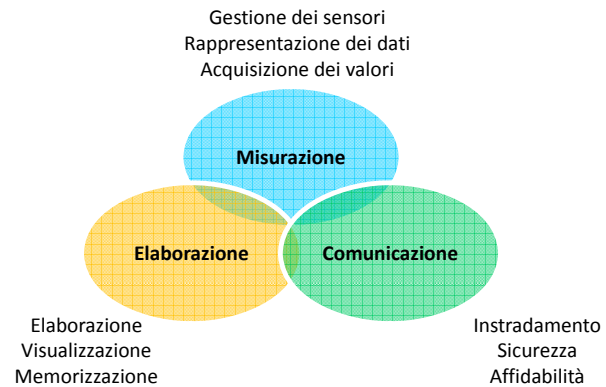 Gestione dei sensori
Rappresentazione dei dati
Acquisizione dei valori
Misurazione
Elaborazione
Comunicazione
Elaborazione
Visualizzazione
Memorizzazione
Instradamento
Sicurezza
Affidabilità